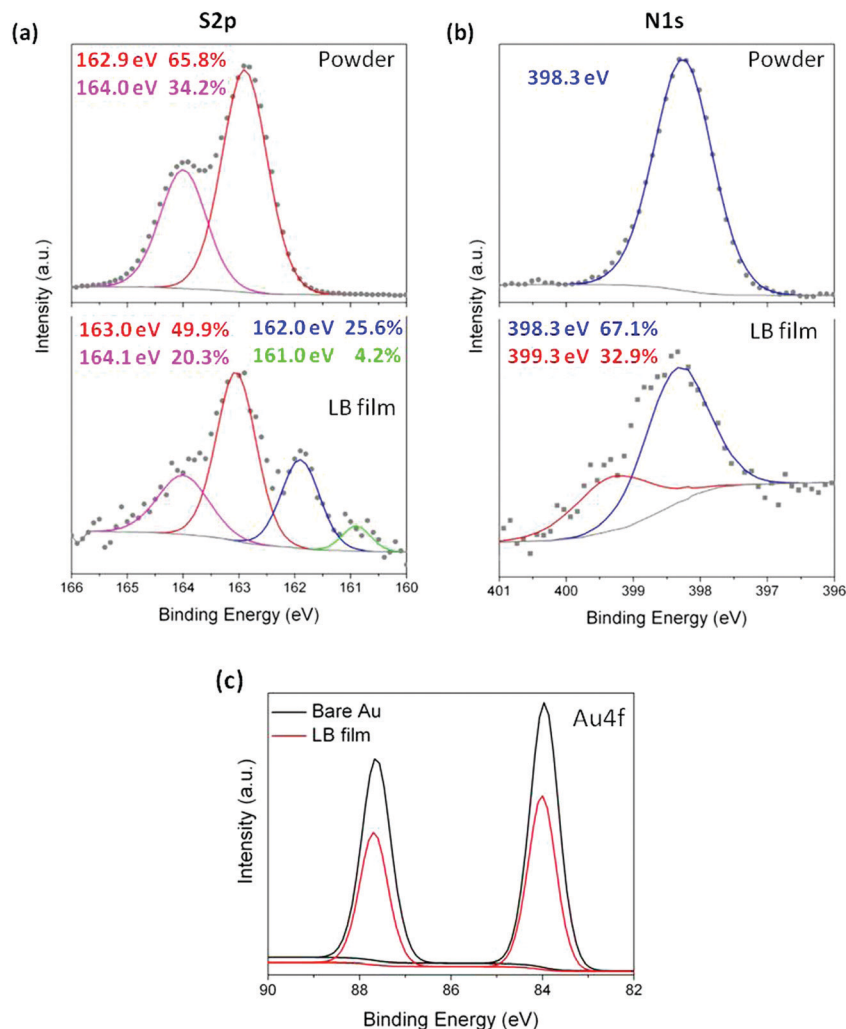 S2p
(a)
162.9 eV 65.8%
164.0 eV 34.2%
Powder
163.0 eV 49.9% 162.0 eV 25.6%
164.1 eV 20.3% 161.0 eV 4.2%
LB film
Intensity (a.u.)
166 165 164 163 162 161 160
Binding Energy (eV)
N1s
(b)
Powder
398.3 eV
398.3 eV 67.1%
399.3 eV 32.9%
LB film
Intensity (a.u.)
401 400 399 398 397 396
Binding Energy (eV)
(c)
Bare Au
LB film
Au4f
Intensity (a.u.)
90 88 86 84 82
Binding Energy (eV)